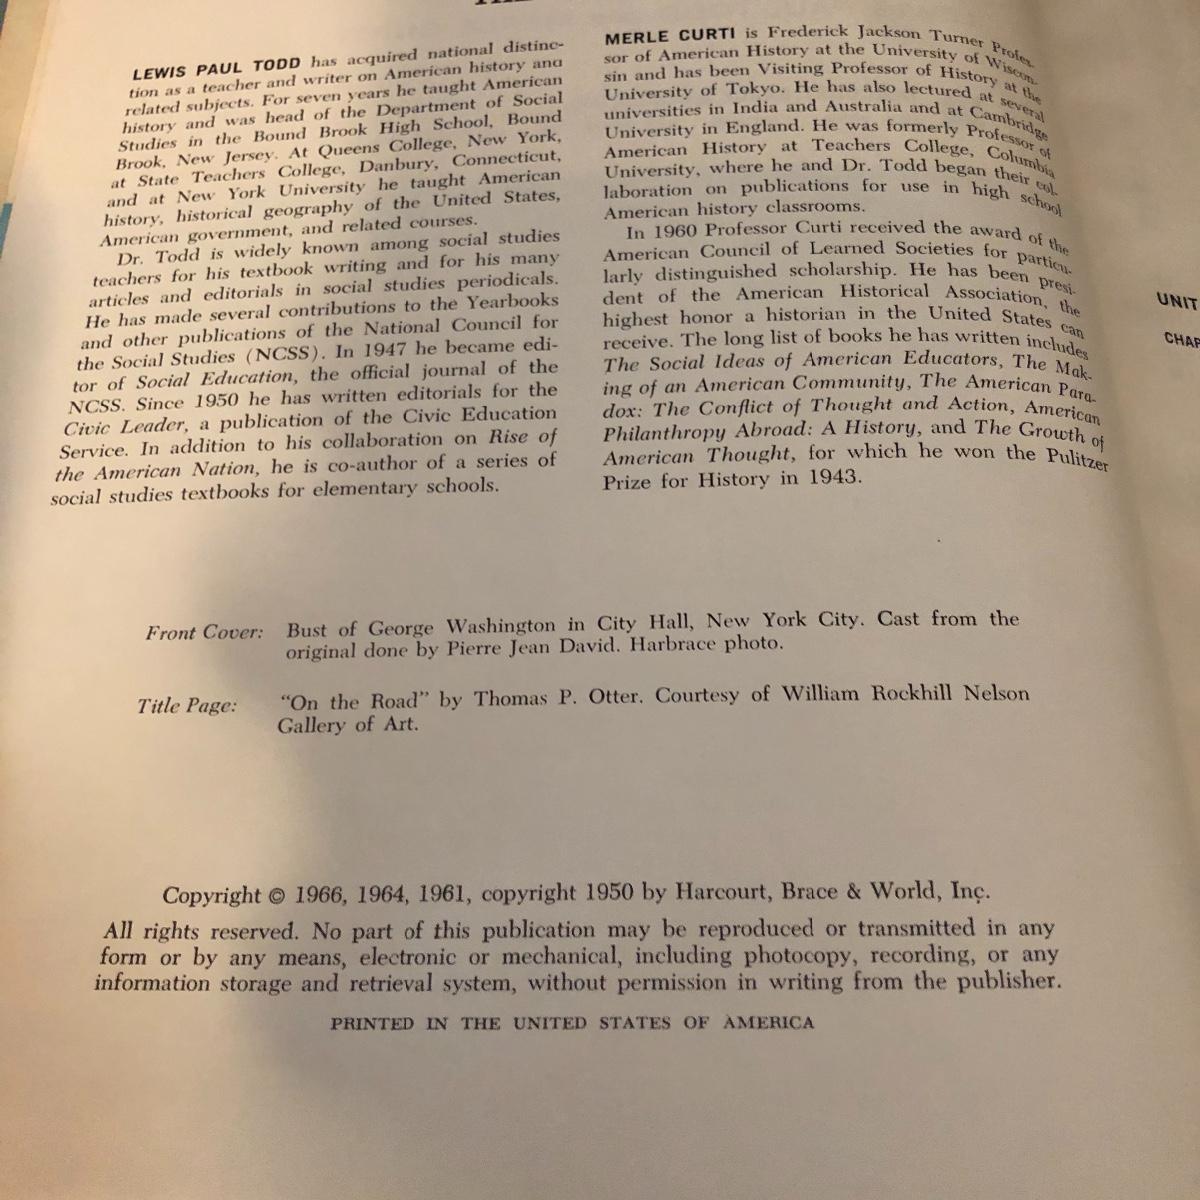 LEWIS PAUL TODD has acquired national distinc-
tion as a teacher and writer on American history and
related subjects. For seven years he taught American
history and was head of the Department of Social
Studies in the Bound Brook High School, Bound
Brook, New Jersey. At Queens College, New York,
at State Teachers College, Danbury, Connecticut,
and at New York University he taught American
history, historical geography of the United States,
American government, and related courses.
Dr. Todd is widely known among social studies
teachers for his textbook writing and for his many
articles and editorials in social studies periodicals.
He has made several contributions to the Yearbooks
and other publications of the National Council for
the Social Studies (NCSS). In 1947 he became edi-
tor of Social Education, the official journal of the
NCSS. Since 1950 he has written editorials for the
Civic Leader, a publication of the Civic Education
Service. In addition to his collaboration on Rise of
the American Nation, he is co-author of a series of
social studies textbooks for elementary schools.
MERLE CURTI is Frederick Jackson Turner Profes-
sor of American History at the University of Wiscon-
sin and has been Visiting Professor of History at the
University of Tokyo. He has also lectured at several
universities in India and Australia and at Cambridge
University in England. He was formerly Professor of
American History at Teachers College, Columbia
University, where he and Dr. Todd began their col-
laboration on publications for use in high school
American history classrooms.
In 1960 Professor Curti received the award of the
American Council of Learned Societies for particu-
larly distinguished scholarship. He has been presi-
dent of the American Historical Association, the
highest honor a historian in the United States can
receive. The long list of books he has written includes
The Social Ideas of American Educators, The Mak-
ing of an American Community, The American Para-
dox: The Conflict of Thought and Action, American
Philanthropy Abroad: A History, and The Growth of
American Thought, for which he won the Pulitzer
Prize for History in 1943.
Front Cover: Bust of George Washington in City Hall, New York City. Cast from the
original done by Pierre Jean David. Harbrace photo.
Title Page: "On the Road" by Thomas P. Otter. Courtesy of William Rockhill Nelson
Gallery of Art.
Copyright © 1966, 1964, 1961, copyright 1950 by Harcourt, Brace & World, Inc.
All rights reserved. No part of this publication may be reproduced or transmitted in any
form or by any means, electronic or mechanical, including photocopy, recording, or any
information storage and retrieval system, without permission in writing from the publisher.
PRINTED IN THE UNITED STATES OF AMERICA
UNIT
CHAP